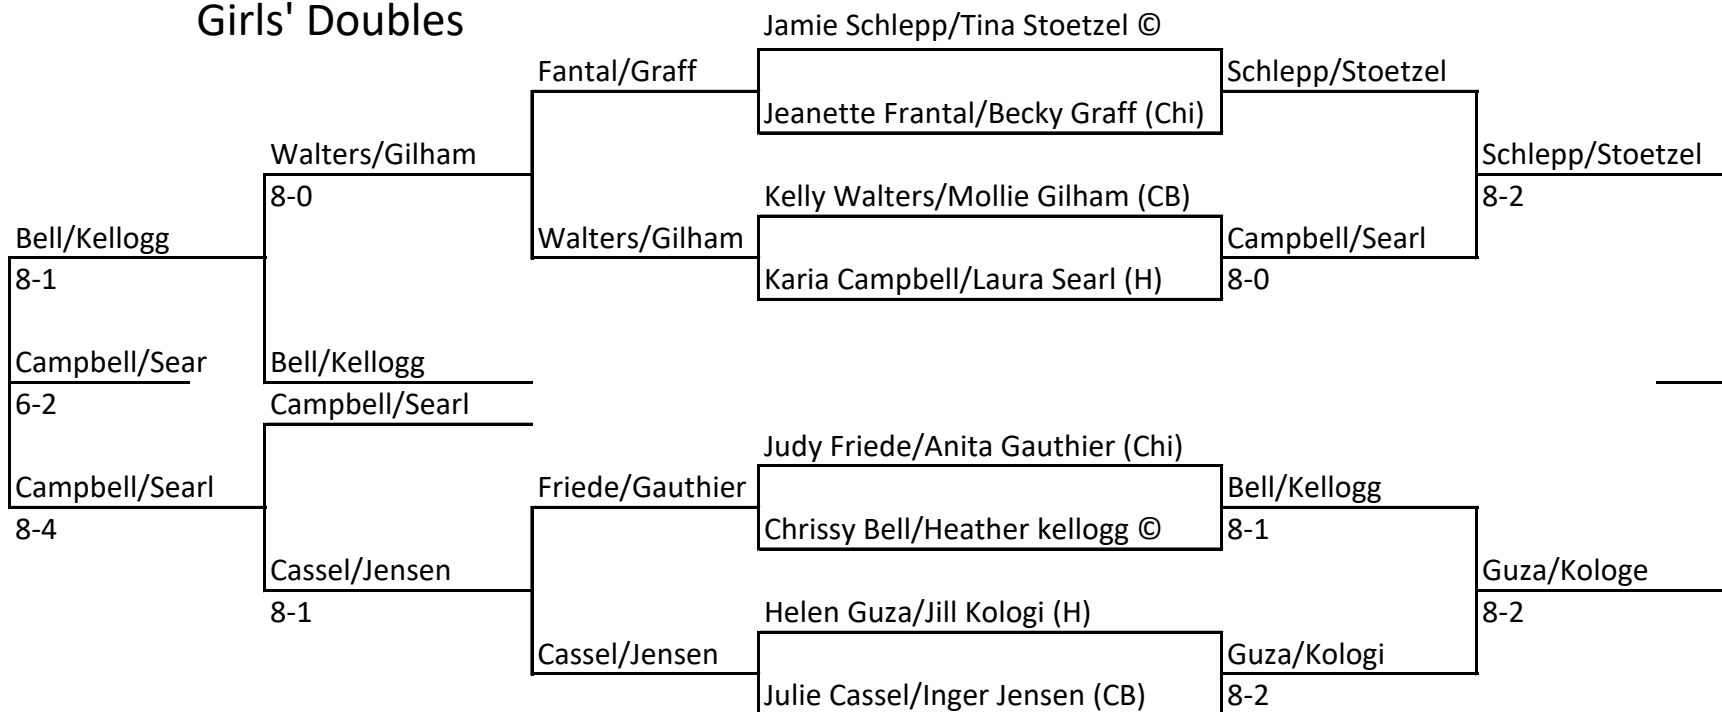 Girls' Doubles
Jamie Schlepp/Tina Stoetzel ©
Fantal/Graff
Schlepp/Stoetzel
Jeanette Frantal/Becky Graff (Chi)
Walters/Gilham
Schlepp/Stoetzel
8-0
Kelly Walters/Mollie Gilham (CB)
8-2
Bell/Kellogg
Walters/Gilham
Campbell/Searl
8-1
Karia Campbell/Laura Searl (H)
8-0
Campbell/Sear
Bell/Kellogg
6-2
Campbell/Searl
Judy Friede/Anita Gauthier (Chi)
Campbell/Searl
Friede/Gauthier
Bell/Kellogg
8-4
Chrissy Bell/Heather kellogg ©
8-1
Cassel/Jensen
Guza/Kologe
8-1
Helen Guza/Jill Kologi (H)
8-2
Cassel/Jensen
Guza/Kologi
Julie Cassel/Inger Jensen (CB)
8-2